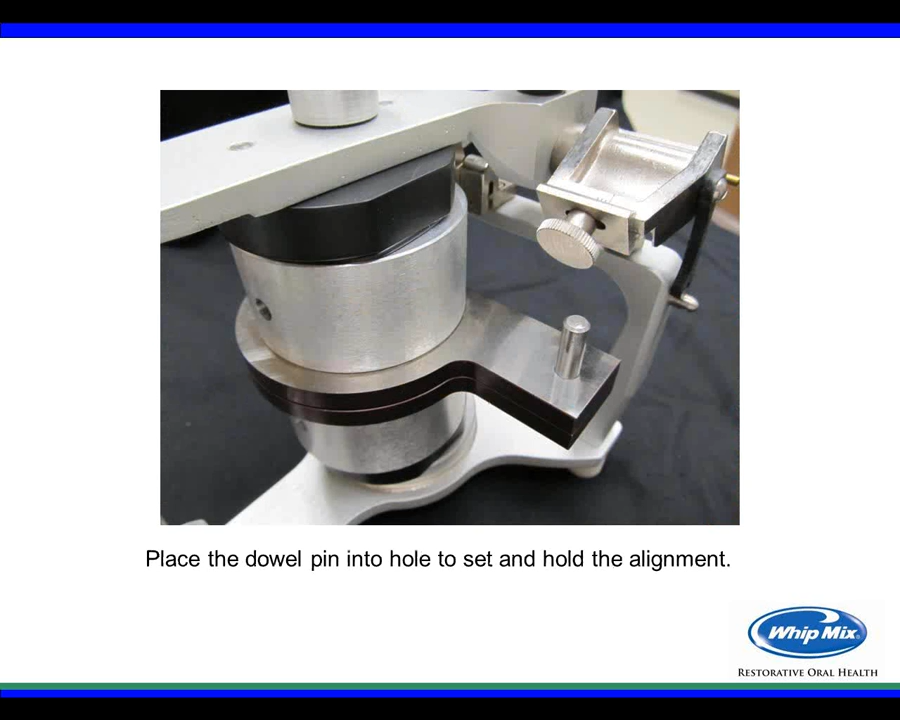 Place the dowel pin into hole to set and hold the alignment.
Whip Mix®
Restorative Oral Health